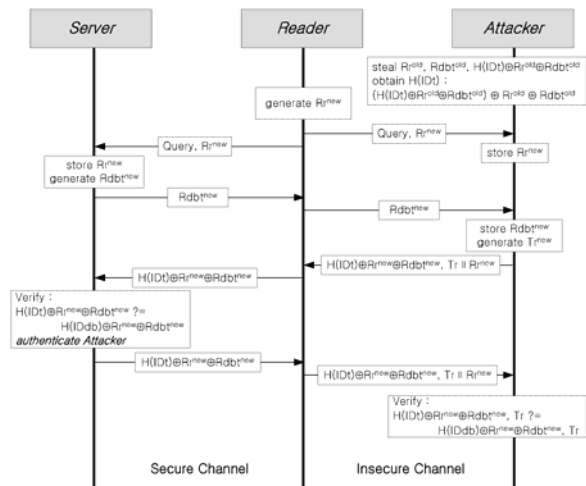 Server
Reader
Attacker
steal Rr^old, Rdbt^old, H(IDt)⊕Rr^old⊕Rdbt^old
obtain H(IDt) :
(H(IDt)⊕Rr^old⊕Rdbt^old) ⊕ Rr^old ⊕ Rdbt^old
generate Rr^new
Query, Rr^new
Query, Rr^new
store Rr^new
store Rr^new
generate Rdbt^new
Rdbt^new
Rdbt^new
store Rdbt^new
generate Tr^new
H(IDt)⊕Rr^new⊕Rdbt^new, Tr ∥ Rr^new
H(IDt)⊕Rr^new⊕Rdbt^new
Verify :
H(IDt)⊕Rr^new⊕Rdbt^new ?=
H(IDdb)⊕Rr^new⊕Rdbt^new
authenticate Attacker
H(IDt)⊕Rr^new⊕Rdbt^new
H(IDt)⊕Rr^new⊕Rdbt^new, Tr ∥ Rr^new
Verify :
H(IDt)⊕Rr^new⊕Rdbt^new, Tr ?=
H(IDdb)⊕Rr^new⊕Rdbt^new, Tr
Secure Channel
Insecure Channel